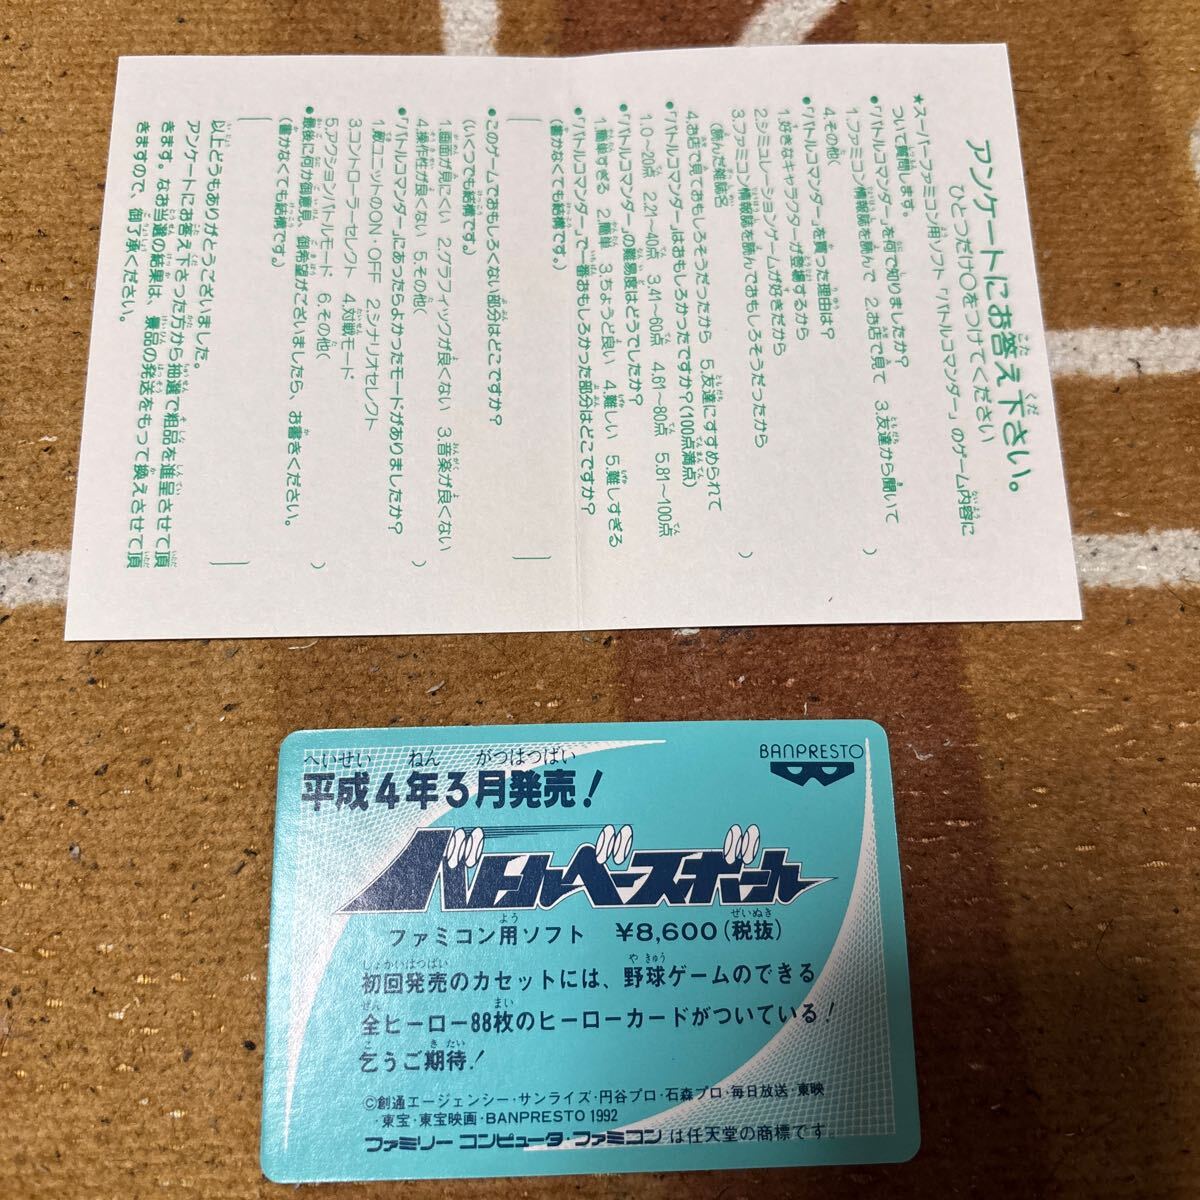 アンケートにお答え下さい。
ひとつだけ○をつけてください
★スーパーファミコン用ソフト「バトルコマンダー」のゲーム内容に
ついて質問します。
●「バトルコマンダー」を何で知りましたか?
1.ファミコン情報誌を読んで 2.お店で見て 3.友達から聞いて
4.その他( )
●「バトルコマンダー」を買った理由は?
1.好きなキャラクターが登場するから
2.シミュレーションゲームが好きだから
3.ファミコン情報誌を読んでおもしろそうだったから
(読んだ雑誌名 )
4.お店で見ておもしろそうだったから 5.友達にすすめられて
●「バトルコマンダー」はおもしろかったですか?(100点満点)
1.0〜20点 2.21〜40点 3.41〜60点 4.61〜80点 5.81〜100点
●「バトルコマンダー」の難易度はどうでしたか?
1.簡単すぎる 2.簡単 3.ちょうど良い 4.難しい 5.難しすぎる
●「バトルコマンダー」で一番おもしろかった部分はどこですか?
(書かなくても結構です。)
●このゲームでおもしろくない部分はどこですか?
(いくつでも結構です。)
1.画面が見にくい 2.グラフィックが良くない 3.音楽が良くない
4.操作性が良くない 5.その他( )
●「バトルコマンダー」にあったらよかったモードがありましたか?
1.敵ユニットのON・OFF 2.シナリオセレクト
3.コントローラーセレクト 4.対戦モード
5.アクションバトルモード 6.その他( )
●最後に何か御意見、御希望がございましたら、お書きください。
(書かなくても結構です。)
以上どうもありがとうございました。
アンケートにお答え下さった方から抽選で粗品を進呈させて頂
きます。なお当選の結果は、景品の発送をもって換えさせて頂
きますので、御了承ください。
BANPRESTO
へいせい ねん がつはつばい
平成4年3月発売!
バトルベースボール
ファミコン用ソフト ¥8,600(税抜)
初回発売のカセットには、野球ゲームのできる
全ヒーロー88枚のヒーローカードがついている!
乞うご期待!
©創通エージェンシー・サンライズ・円谷プロ・石森プロ・毎日放送・東映
・東宝・東宝映画・BANPRESTO 1992
ファミリーコンピュータ・ファミコンは任天堂の商標です。